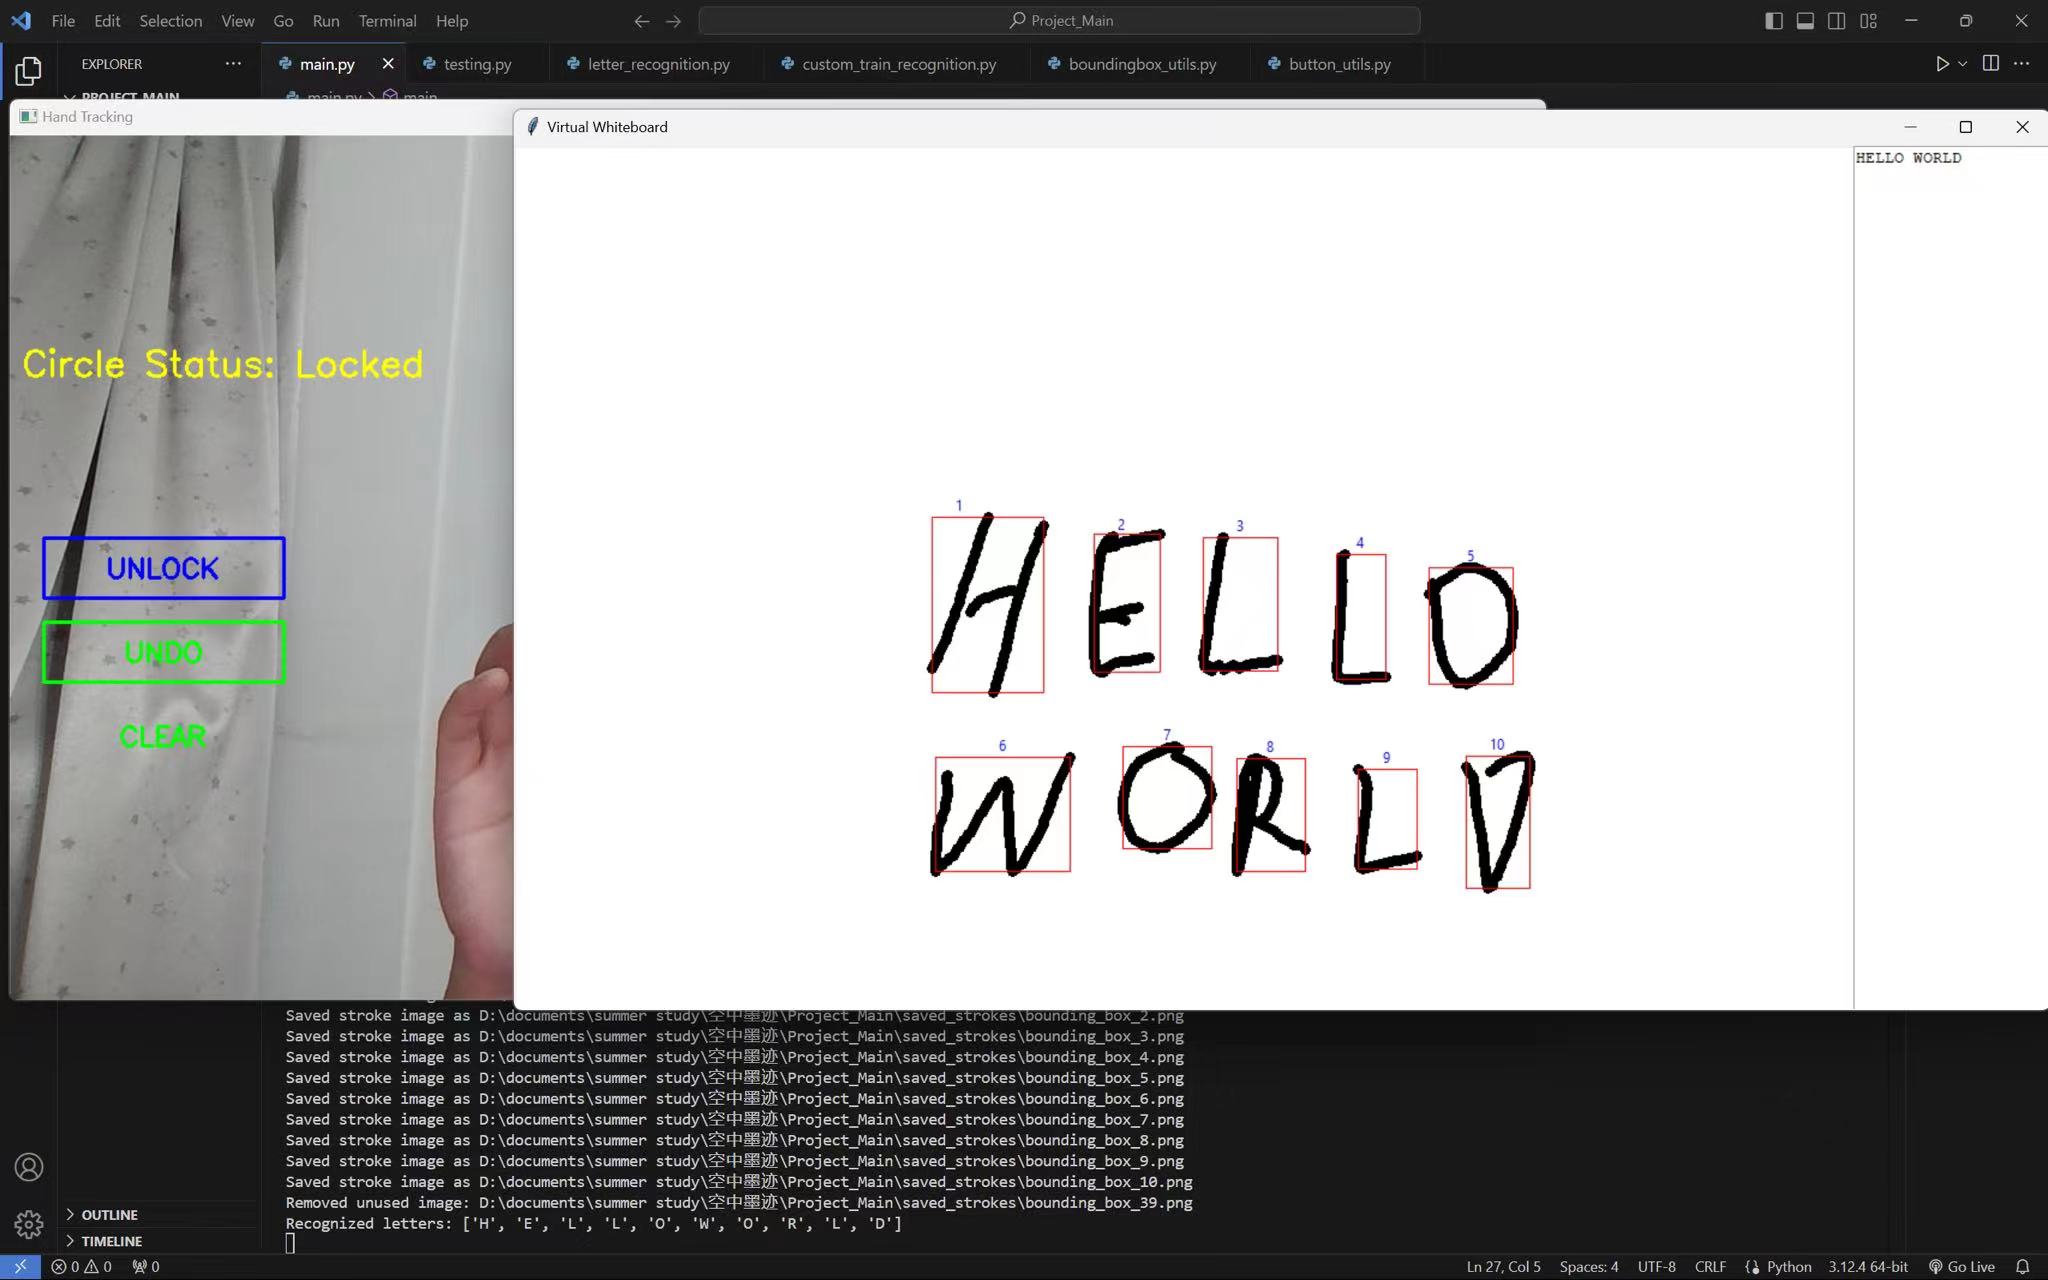 File Edit Selection View Go Run Terminal Help
Project_Main
EXPLORER
main.py testing.py letter_recognition.py custom_train_recognition.py boundingbox_utils.py button_utils.py
PROJECT_MAIN
main.py > main
Hand Tracking
Circle Status: Locked
UNLOCK
UNDO
CLEAR
Virtual Whiteboard
HELLO WORLD
1 2 3 4 5
HELLO
6 7 8 9 10
WORLD
Saved stroke image as D:\documents\summer study\空中墨迹\Project_Main\saved_strokes\bounding_box_2.png
Saved stroke image as D:\documents\summer study\空中墨迹\Project_Main\saved_strokes\bounding_box_3.png
Saved stroke image as D:\documents\summer study\空中墨迹\Project_Main\saved_strokes\bounding_box_4.png
Saved stroke image as D:\documents\summer study\空中墨迹\Project_Main\saved_strokes\bounding_box_5.png
Saved stroke image as D:\documents\summer study\空中墨迹\Project_Main\saved_strokes\bounding_box_6.png
Saved stroke image as D:\documents\summer study\空中墨迹\Project_Main\saved_strokes\bounding_box_7.png
Saved stroke image as D:\documents\summer study\空中墨迹\Project_Main\saved_strokes\bounding_box_8.png
Saved stroke image as D:\documents\summer study\空中墨迹\Project_Main\saved_strokes\bounding_box_9.png
Saved stroke image as D:\documents\summer study\空中墨迹\Project_Main\saved_strokes\bounding_box_10.png
Removed unused image: D:\documents\summer study\空中墨迹\Project_Main\saved_strokes\bounding_box_39.png
Recognized letters: ['H', 'E', 'L', 'L', 'O', 'W', 'O', 'R', 'L', 'D']
OUTLINE
TIMELINE
0 0 0 Ln 27, Col 5 Spaces: 4 UTF-8 CRLF Python 3.12.4 64-bit Go Live